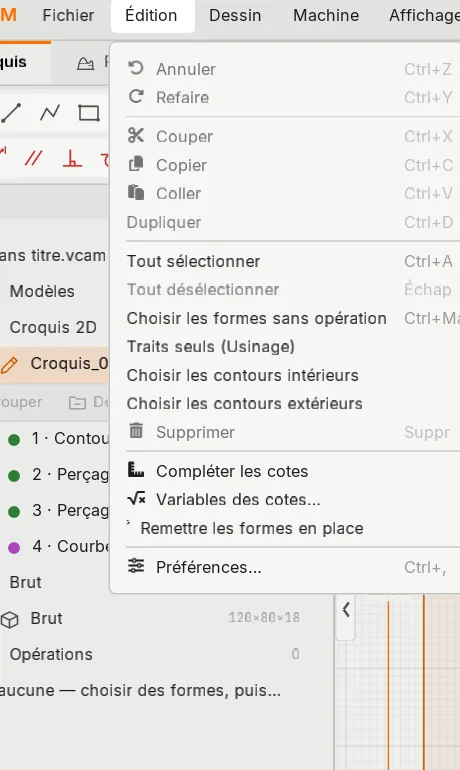 M Fichier Édition Dessin Machine Affichage
quis
Annuler Ctrl+Z
Refaire Ctrl+Y
Couper Ctrl+X
Copier Ctrl+C
Coller Ctrl+V
Dupliquer Ctrl+D
ans titre.vcam
Tout sélectionner Ctrl+A
Modèles
Tout désélectionner Échap
Croquis 2D
Choisir les formes sans opération Ctrl+Ma
Traits seuls (Usinage)
Croquis_0
Choisir les contours intérieurs
ouper De
Choisir les contours extérieurs
1 · Contou
Supprimer Suppr
2 · Perçag
Compléter les cotes
Variables des cotes...
3 · Perçag
Remettre les formes en place
4 · Courbe
Préférences... Ctrl+,
Brut
Brut 120×80×18
Opérations 0
aucune — choisir des formes, puis...